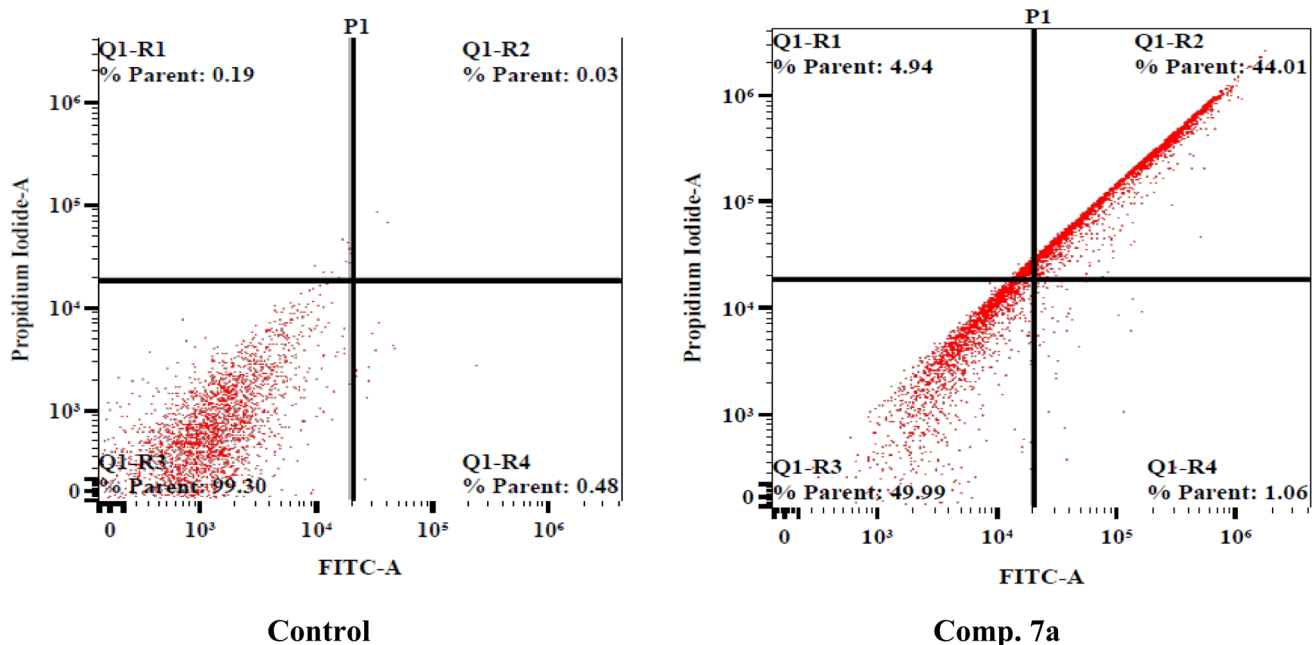 P1
Q1-R1
% Parent: 0.19
Q1-R2
% Parent: 0.03
10⁶
10⁵
10⁴
10³
0
Propidium Iodide-A
Q1-R3
% Parent: 99.30
Q1-R4
% Parent: 0.48
0
10³
10⁴
10⁵
10⁶
FITC-A
Control
P1
Q1-R1
% Parent: 4.94
Q1-R2
% Parent: 44.01
10⁶
10⁵
10⁴
10³
0
Propidium Iodide-A
Q1-R3
% Parent: 49.99
Q1-R4
% Parent: 1.06
0
10³
10⁴
10⁵
10⁶
FITC-A
Comp. 7a